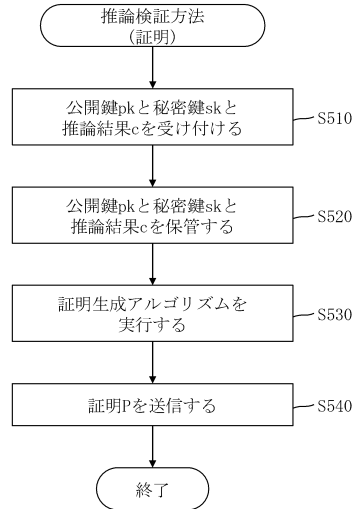 推論検証方法
(証明)
公開鍵pkと秘密鍵skと
推論結果cを受け付ける
S510
公開鍵pkと秘密鍵skと
推論結果cを保管する
S520
証明生成アルゴリズムを
実行する
S530
証明Pを送信する
S540
終了